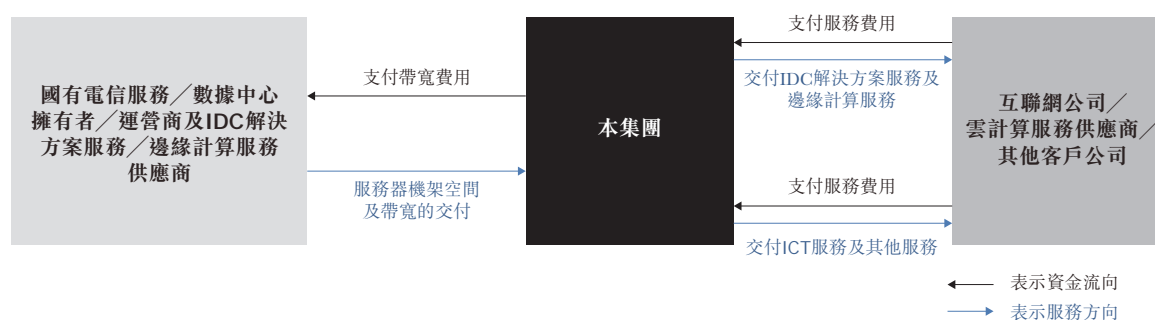 國有電信服務／數據中心
擁有者／運營商及IDC解決
方案服務／邊緣計算服務
供應商
支付帶寬費用
服務器機架空間
及帶寬的交付
本集團
支付服務費用
交付IDC解決方案服務及
邊緣計算服務
支付服務費用
交付ICT服務及其他服務
互聯網公司／
雲計算服務供應商／
其他客戶公司
表示資金流向
表示服務方向